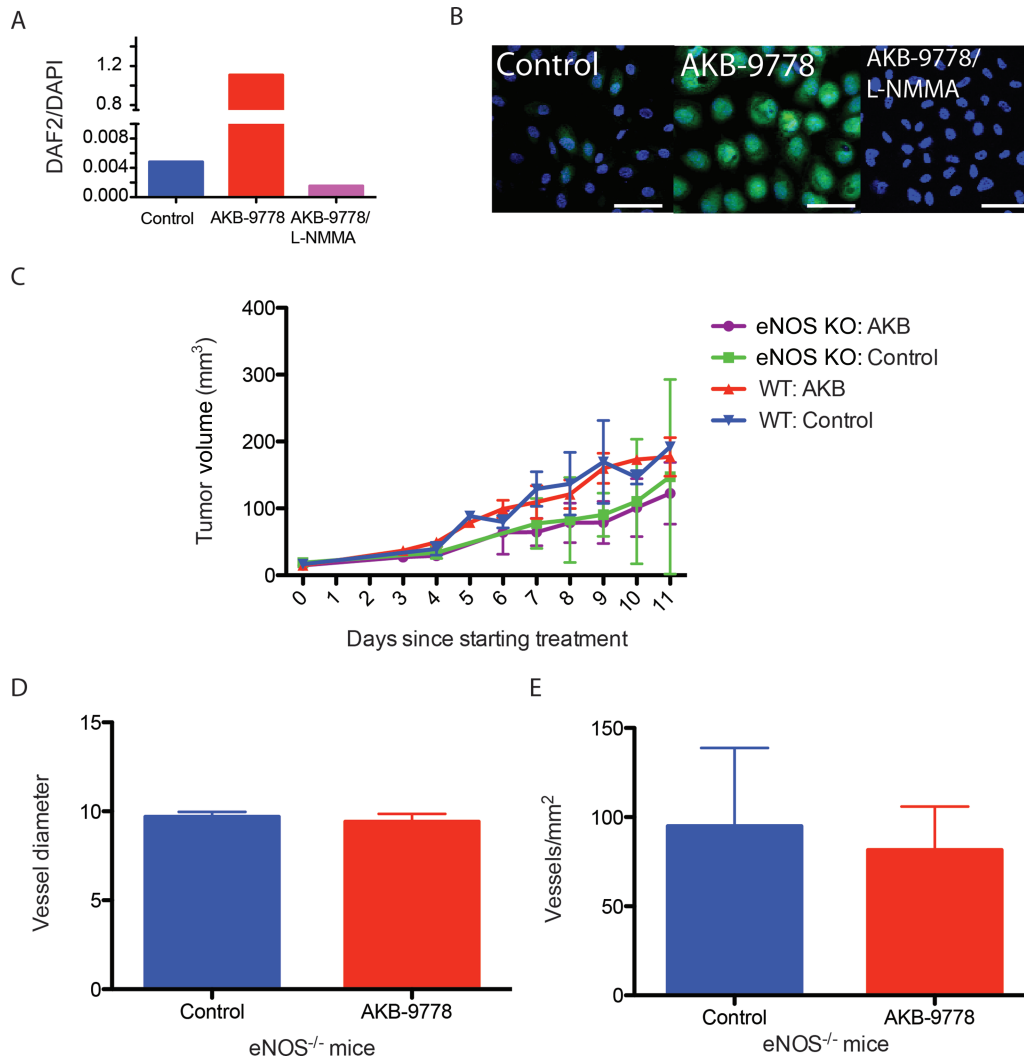 A
DAF2/DAPI
1.2
0.8
0.008
0.004
0.000
Control
AKB-9778
AKB-9778/
L-NMMA
B
Control
AKB-9778
AKB-9778/
L-NMMA
C
Tumor volume (mm³)
400
300
200
100
0
0 1 2 3 4 5 6 7 8 9 10 11
Days since starting treatment
eNOS KO: AKB
eNOS KO: Control
WT: AKB
WT: Control
D
Vessel diameter
15
10
5
0
Control
AKB-9778
eNOS⁻/⁻ mice
E
Vessels/mm²
150
100
50
0
Control
AKB-9778
eNOS⁻/⁻ mice